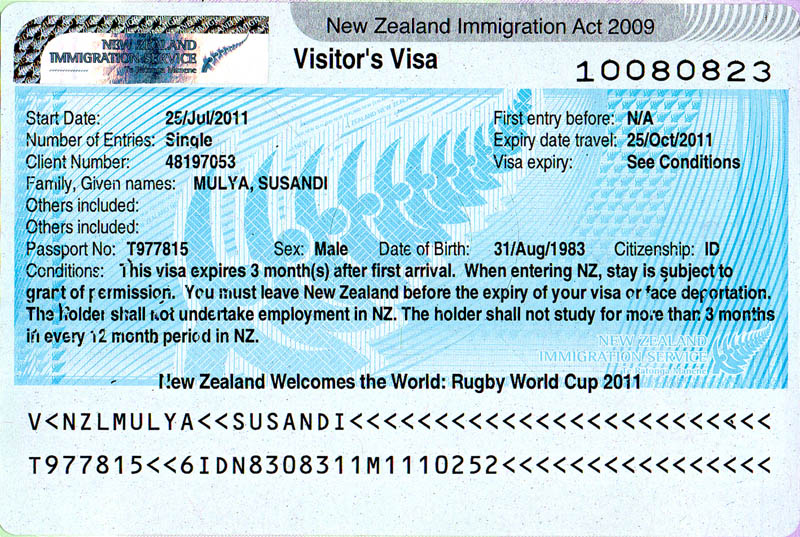 New Zealand Immigration Act 2009
NEW ZEALAND
IMMIGRATION SERVICE
Te Ratonga Manene
Visitor's Visa
10080823
Start Date: 25/Jul/2011 First entry before: N/A
Number of Entries: Single Expiry date travel: 25/Oct/2011
Client Number: 48197053 Visa expiry: See Conditions
Family, Given names: MULYA, SUSANDI
Others included:
Others included:
Passport No: T977815 Sex: Male Date of Birth: 31/Aug/1983 Citizenship: ID
Conditions: This visa expires 3 month(s) after first arrival. When entering NZ, stay is subject to
grant of permission. You must leave New Zealand before the expiry of your visa or face deportation.
The holder shall not undertake employment in NZ. The holder shall not study for more than 3 months
in every 12 month period in NZ.
NEW ZEALAND
IMMIGRATION SERVICE
Te Ratonga Manene
New Zealand Welcomes the World: Rugby World Cup 2011
V<NZLMULYA<<SUSANDI<<<<<<<<<<<<<<<<<<<<<<<<<
T977815<<6IDN8308311M1110252<<<<<<<<<<<<<<<<